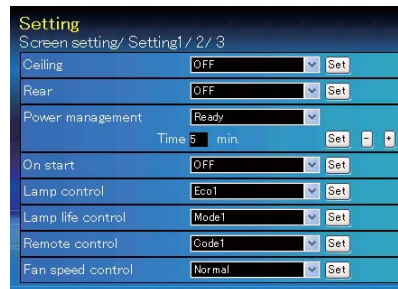 Setting
Screen setting/ Setting1/ 2/ 3
Ceiling OFF Set
Rear OFF Set
Power management Ready
Time 5 min. Set - +
On start OFF Set
Lamp control Eco1 Set
Lamp life control Mode1 Set
Remote control Code1 Set
Fan speed control Normal Set